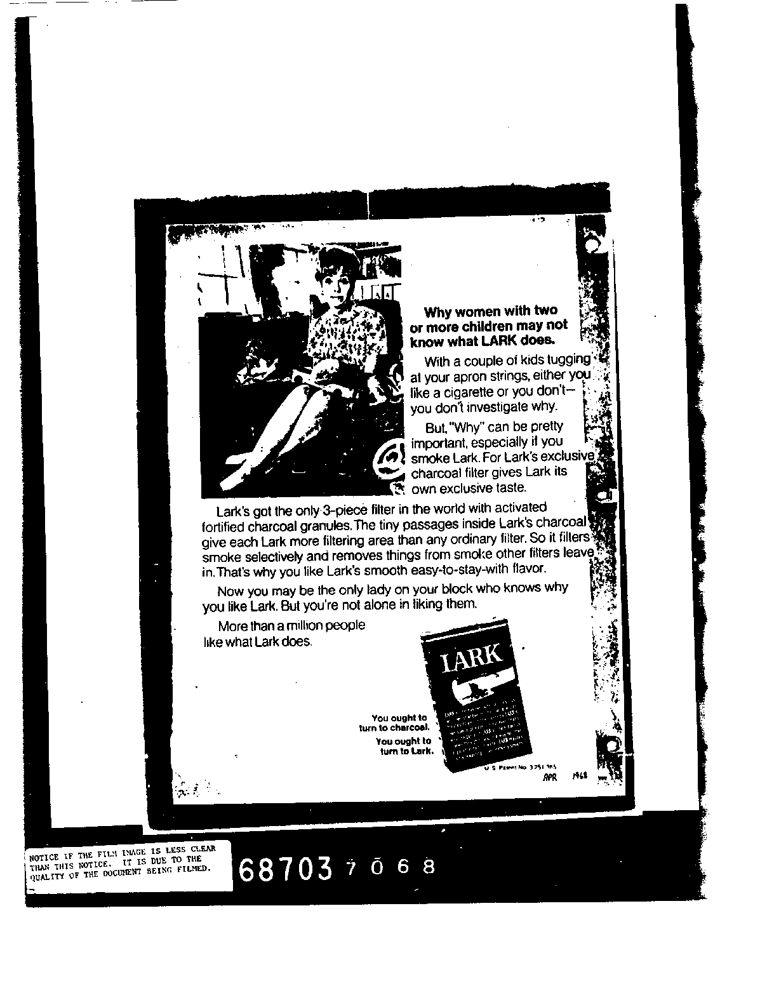 Why women with two
or more children may not
know what LARK does.
With a couple of kids tugging
at your apron strings, either you
like a cigarette or you don't—
you don't investigate why.
But, "Why" can be pretty
important, especially if you
smoke Lark. For Lark's exclusive
charcoal filter gives Lark its
own exclusive taste.
Lark's got the only 3-piece filter in the world with activated
fortified charcoal granules. The tiny passages inside Lark's charcoal
give each Lark more filtering area than any ordinary filter. So it filters
smoke selectively and removes things from smoke other filters leave
in. That's why you like Lark's smooth easy-to-stay-with flavor.
Now you may be the only lady on your block who knows why
you like Lark. But you're not alone in liking them.
More than a million people
like what Lark does.
LARK
You ought to
turn to charcoal.
You ought to
turn to Lark.
U S Patent No
APR 1968
NOTICE IF THE FILM IMAGE IS LESS CLEAR
THAN THIS NOTICE. IT IS DUE TO THE
QUALITY OF THE DOCUMENT BEING FILMED.
687037068